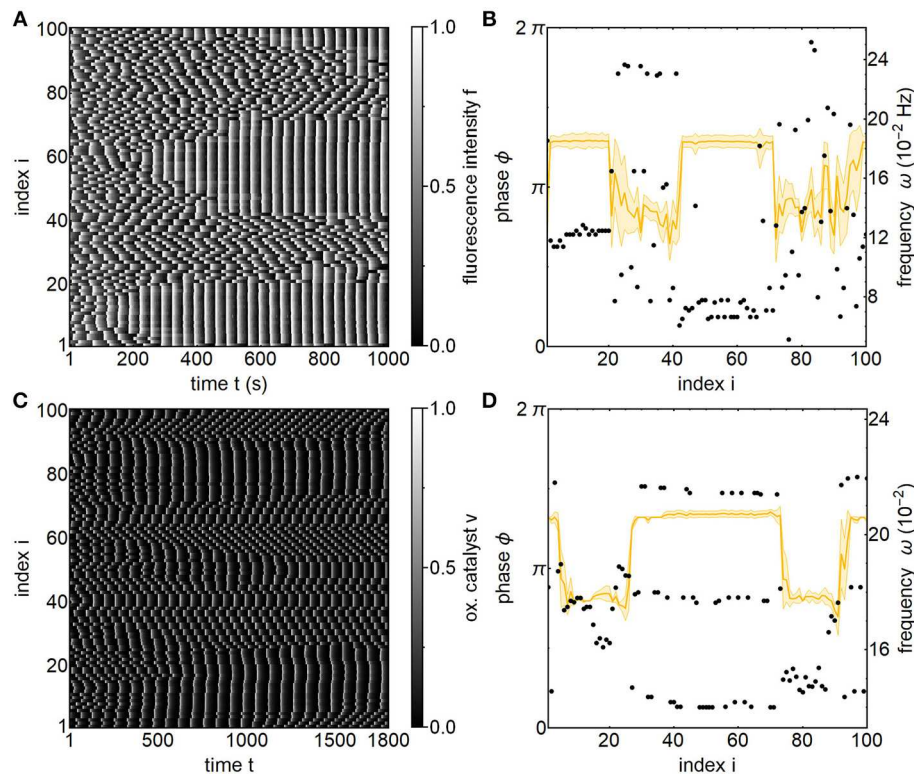 A
100
80
60
40
20
1
index i
1
200
400
600
800
1000
time t (s)
1.0
0.5
0.0
fluorescence intensity f
B
2 π
π
0
phase ϕ
20
40
60
80
100
index i
24
20
16
12
8
frequency ω (10⁻² Hz)
C
100
80
60
40
20
1
index i
1
500
1000
1500
1800
time t
1.0
0.5
0.0
ox. catalyst v
D
2 π
π
0
phase ϕ
20
40
60
80
100
index i
24
20
16
frequency ω (10⁻²)